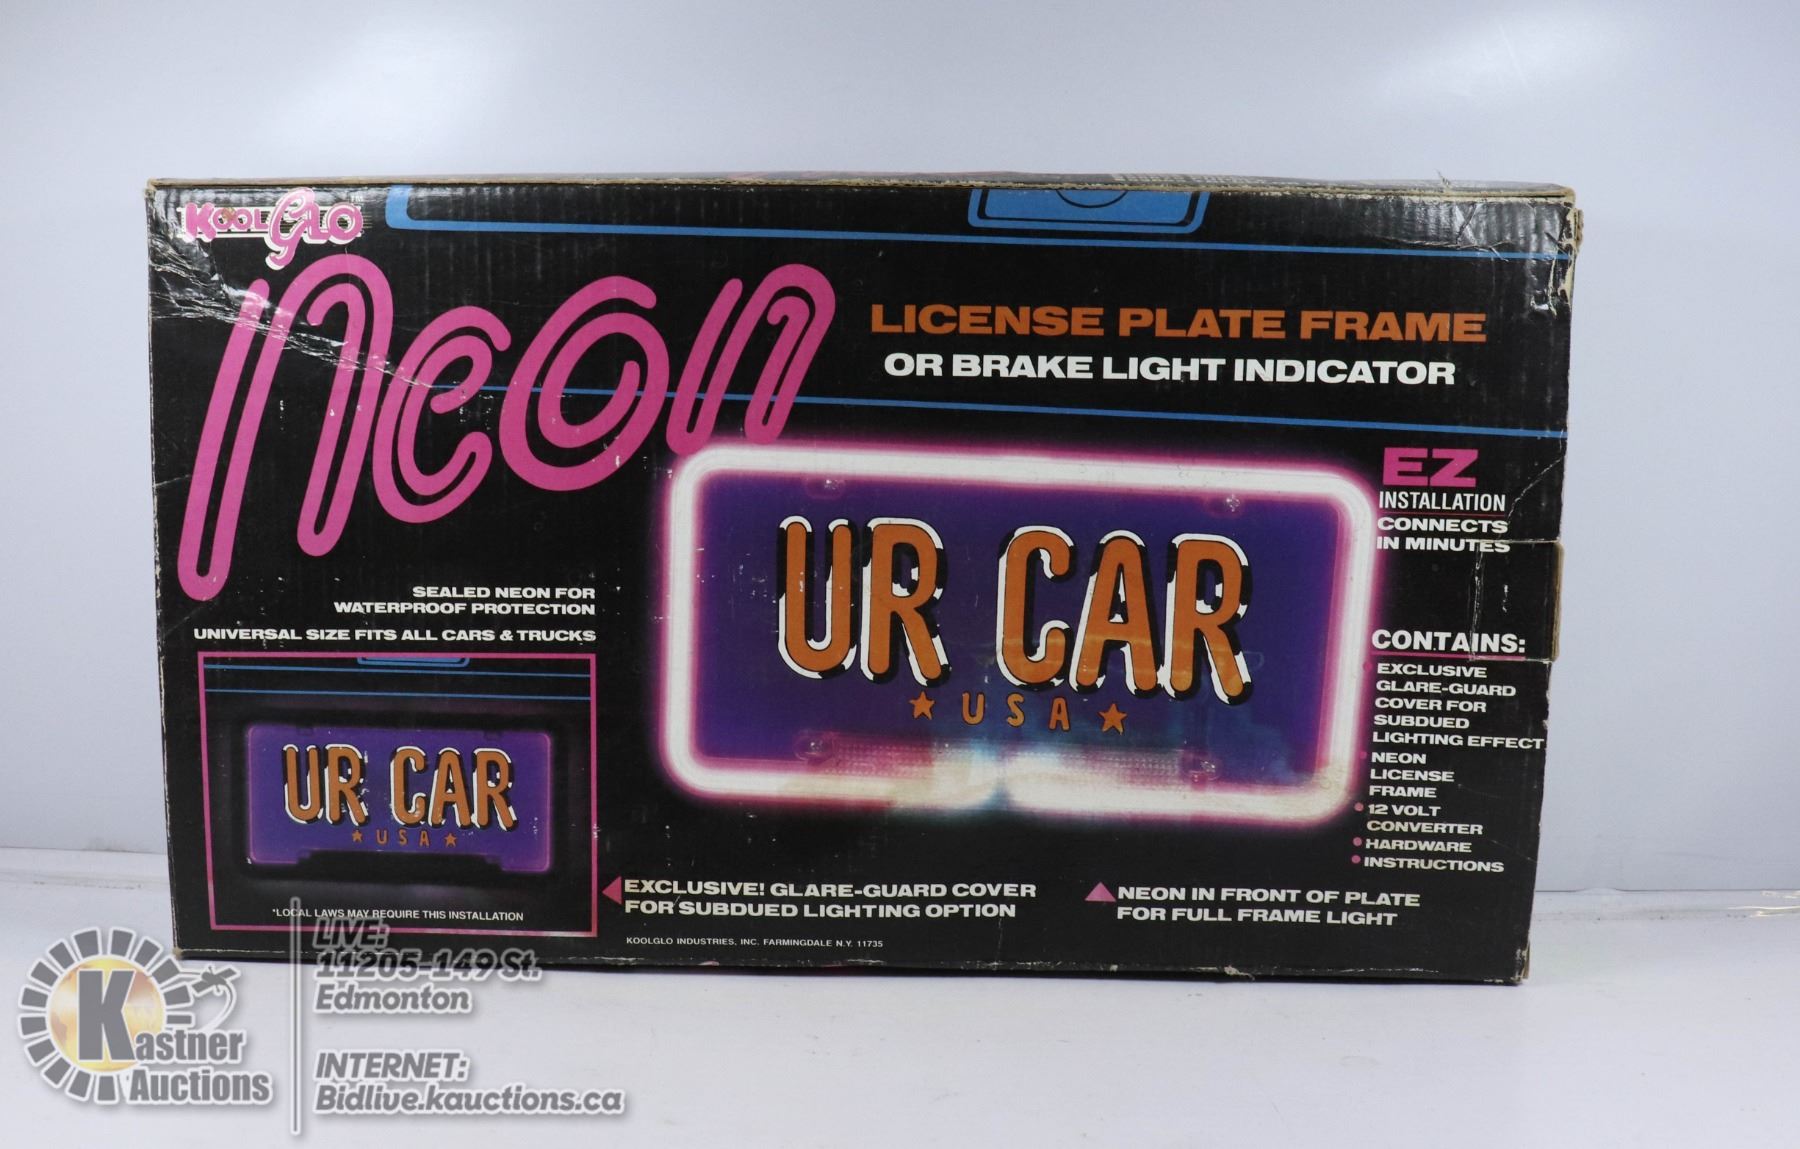 KOOL GLO
neon
LICENSE PLATE FRAME
OR BRAKE LIGHT INDICATOR
EZ
INSTALLATION
CONNECTS
IN MINUTES
SEALED NEON FOR
WATERPROOF PROTECTION
UNIVERSAL SIZE FITS ALL CARS & TRUCKS
UR CAR
★ USA ★
CONTAINS:
EXCLUSIVE
GLARE-GUARD
COVER FOR
SUBDUED
LIGHTING EFFECT
NEON
LICENSE
FRAME
• 12 VOLT
CONVERTER
• HARDWARE
• INSTRUCTIONS
UR CAR
★ USA ★
*LOCAL LAWS MAY REQUIRE THIS INSTALLATION
EXCLUSIVE! GLARE-GUARD COVER
FOR SUBDUED LIGHTING OPTION
NEON IN FRONT OF PLATE
FOR FULL FRAME LIGHT
KOOLGLO INDUSTRIES, INC. FARMINGDALE N.Y. 11735
Kastner
Auctions
LIVE:
11205-149 St.
Edmonton
INTERNET:
Bidlive.kauctions.ca